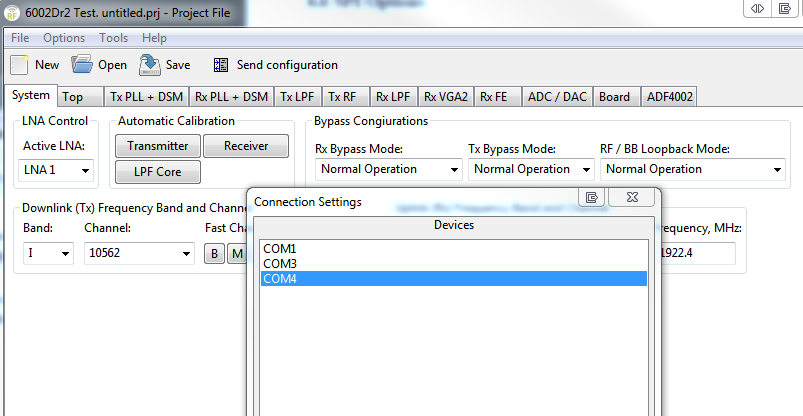 6002Dr2 Test. untitled.prj - Project File
File Options Tools Help
New Open Save Send configuration
System Top Tx PLL + DSM Rx PLL + DSM Tx LPF Tx RF Rx LPF Rx VGA2 Rx FE ADC / DAC Board ADF4002
LNA Control Automatic Calibration Bypass Congiurations
Active LNA: Transmitter Receiver Rx Bypass Mode: Tx Bypass Mode: RF / BB Loopback Mode:
LNA 1 LPF Core Normal Operation Normal Operation Normal Operation
Connection Settings
Downlink (Tx) Frequency Band and Channe
Band: Channel: Fast Cha Devices requency, MHz:
I 10562 B M COM1 1922.4
COM3
COM4